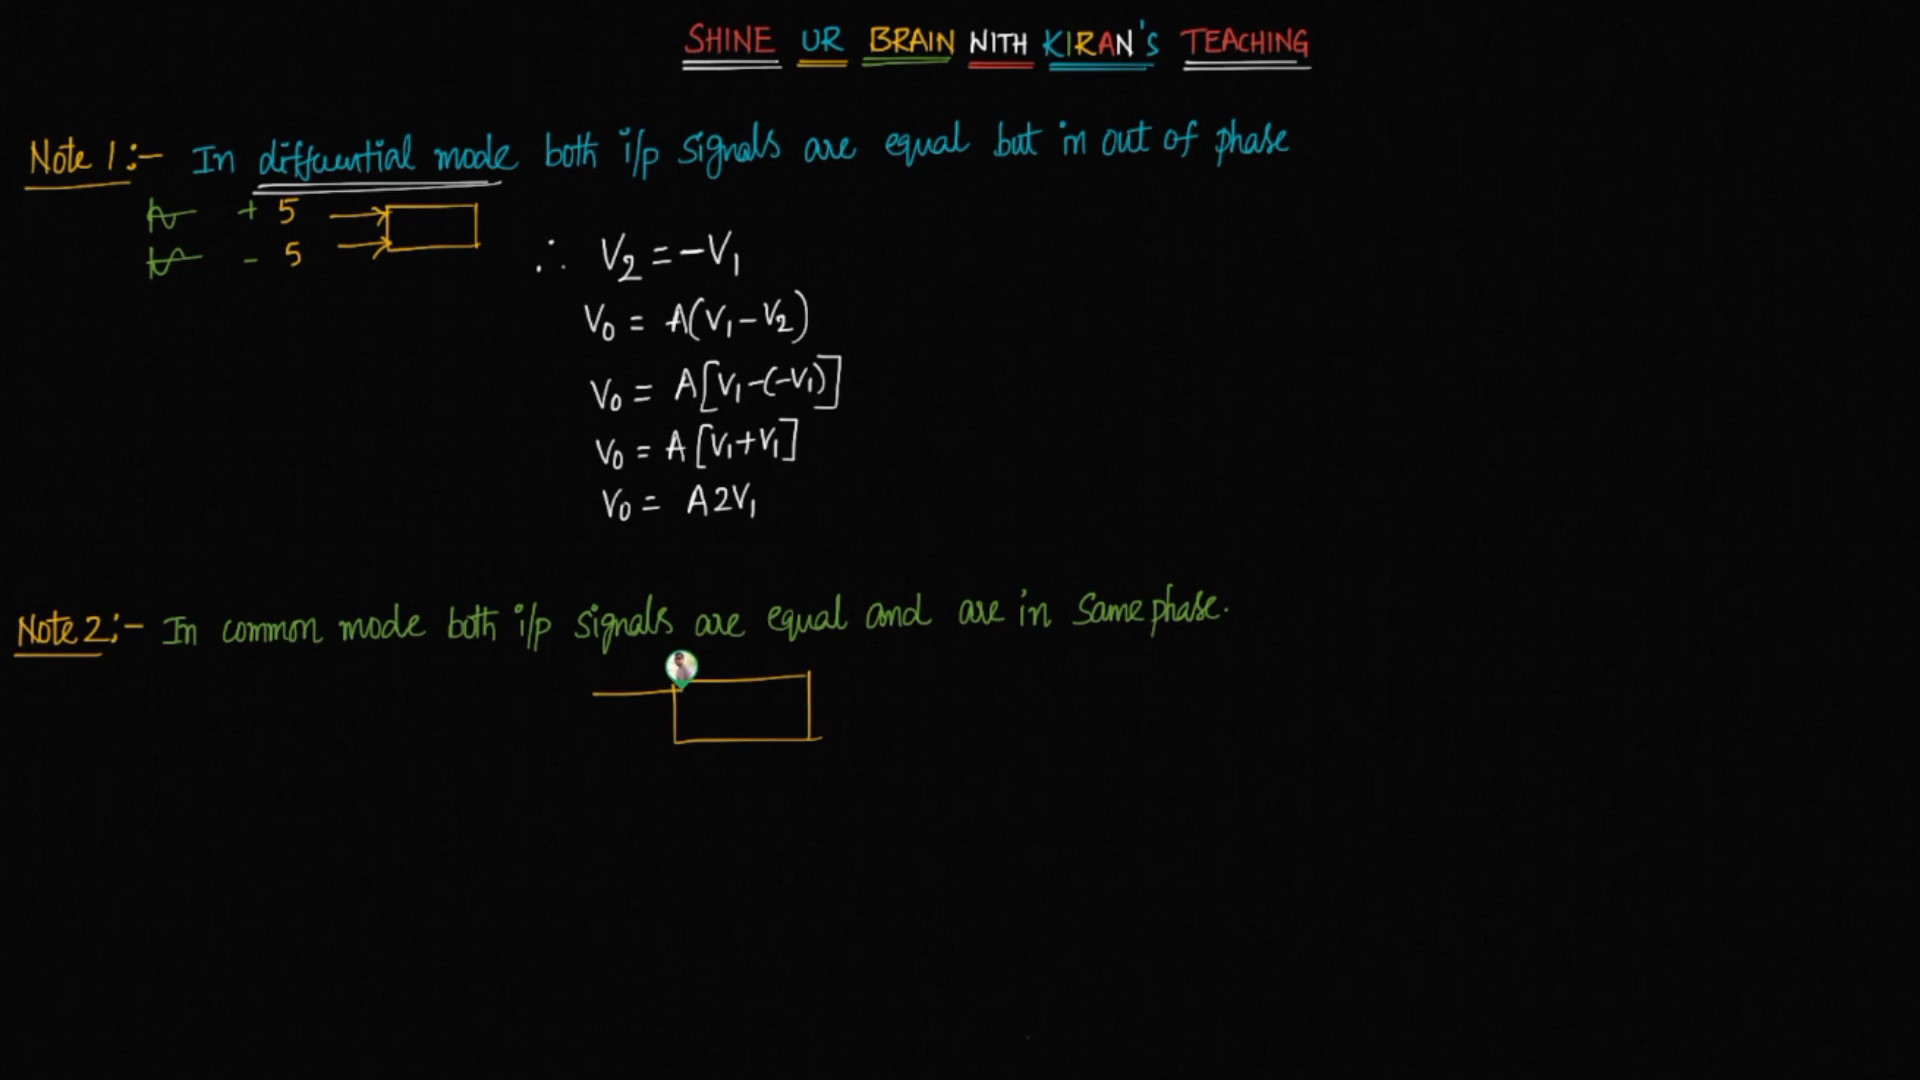 SHINE UR BRAIN WITH KIRAN'S TEACHING
Note 1:- In differential mode both i/p signals are equal but in out of phase
+ 5
- 5
∴ V₂ = -V₁
V₀ = A(V₁-V₂)
V₀ = A[V₁-(-V₁)]
V₀ = A[V₁+V₁]
V₀ = A2V₁
Note 2:- In common mode both i/p signals are equal and are in same phase.